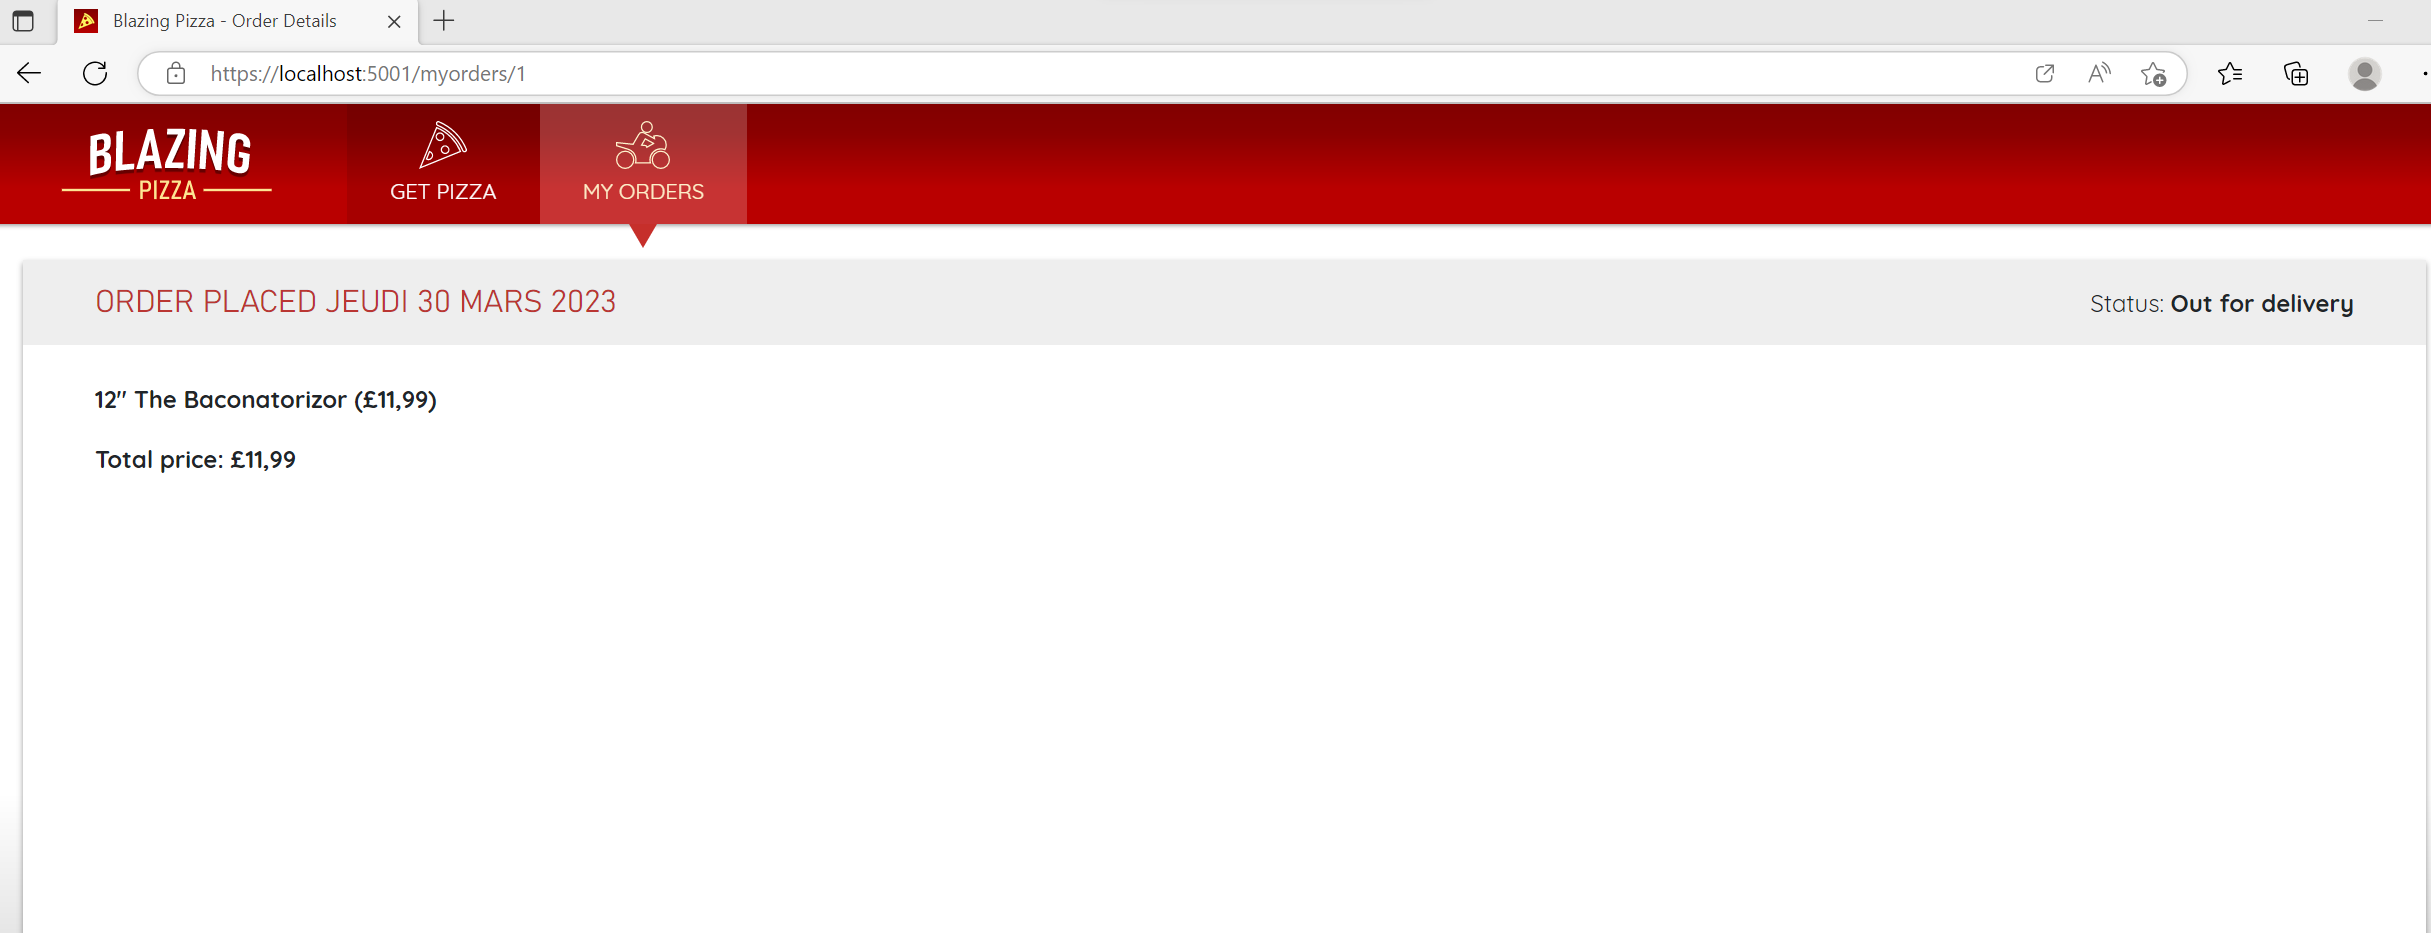 Blazing Pizza - Order Details
https://localhost:5001/myorders/1
BLAZING
PIZZA
GET PIZZA
MY ORDERS
ORDER PLACED JEUDI 30 MARS 2023
Status: Out for delivery
12" The Baconatorizor (£11,99)
Total price: £11,99